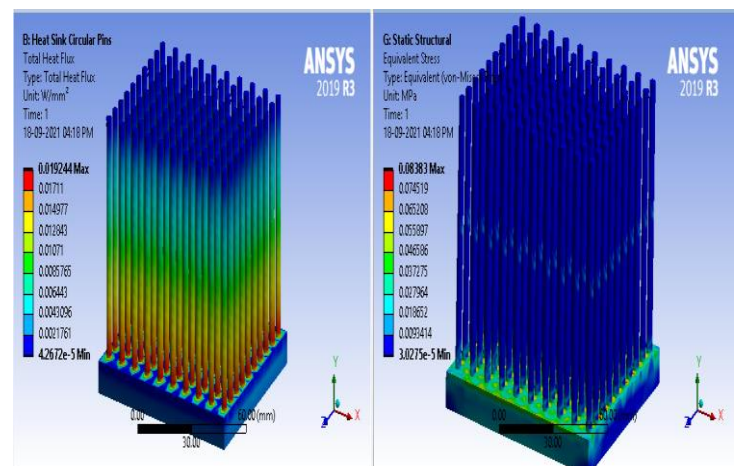 B: Heat Sink Circular Pins
Total Heat Flux
Type: Total Heat Flux
Unit: W/mm²
Time: 1
18-09-2021 04:18 PM
ANSYS
2019 R3
0.019244 Max
0.01711
0.014977
0.012843
0.01071
0.0085765
0.006443
0.0043096
0.0021761
4.2672e-5 Min
0.00
60.00(mm)
30.00
Y
Z
X
G: Static Structural
Equivalent Stress
Type: Equivalent (von-Mises)
Unit: MPa
Time: 1
18-09-2021 04:18 PM
ANSYS
2019 R3
0.08383 Max
0.074519
0.065208
0.055897
0.046586
0.037275
0.027964
0.018652
0.0093414
3.0275e-5 Min
0.00
(mm)
30.00
Y
Z
X